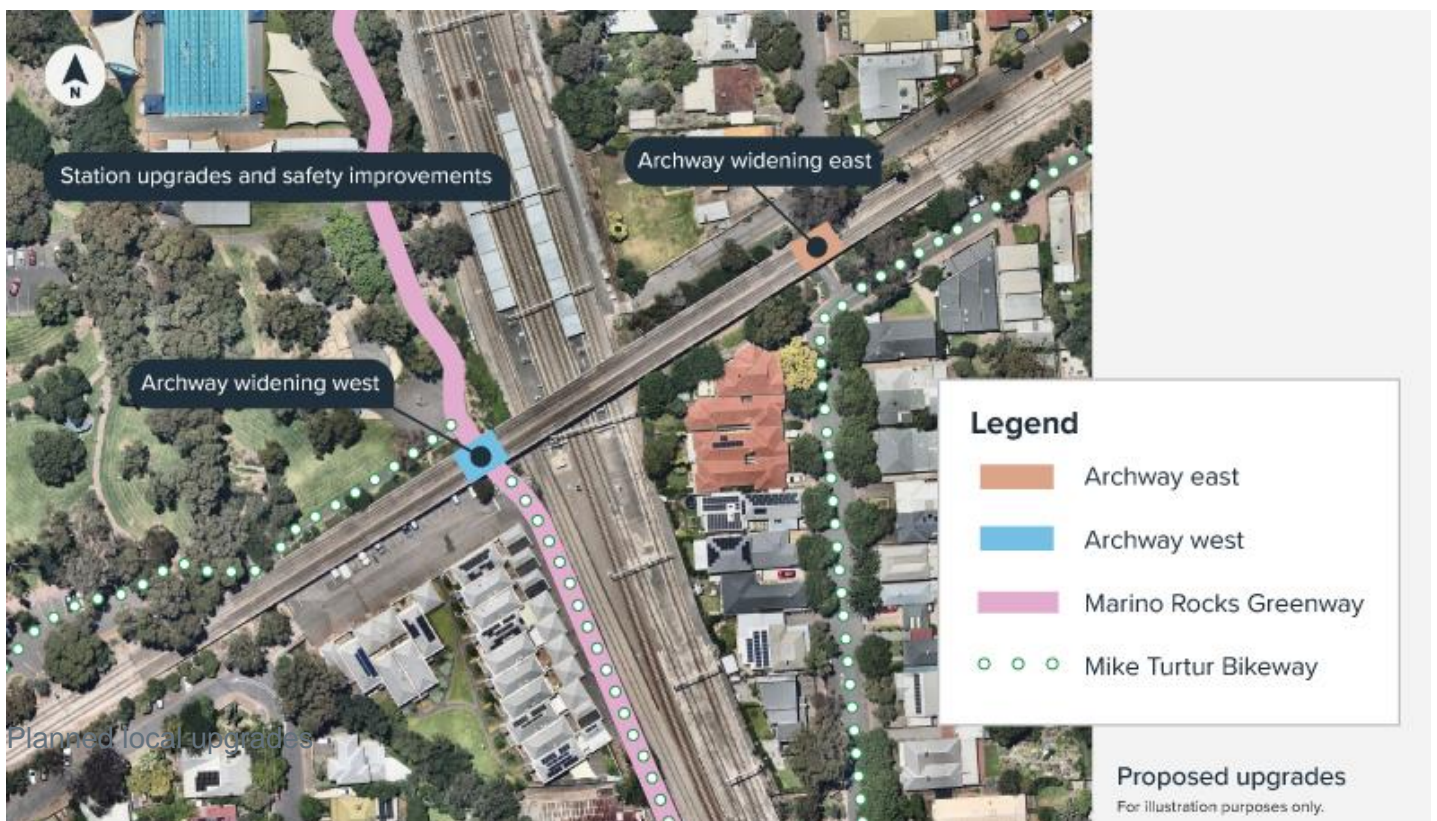 N
Station upgrades and safety improvements
Archway widening east
Archway widening west
Legend
Archway east
Archway west
Marino Rocks Greenway
Mike Turtur Bikeway
Planned local upgrades
Proposed upgrades
For illustration purposes only.